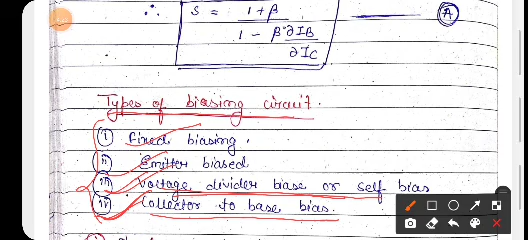 ∴ S = (1 + β) / (1 - β ∂IB/∂IC) (A)
Types of biasing circuit.
(i) Fixed biasing.
(ii) Emitter biased
(iii) Voltage divider base or self bias
(iv) Collector to base bias.